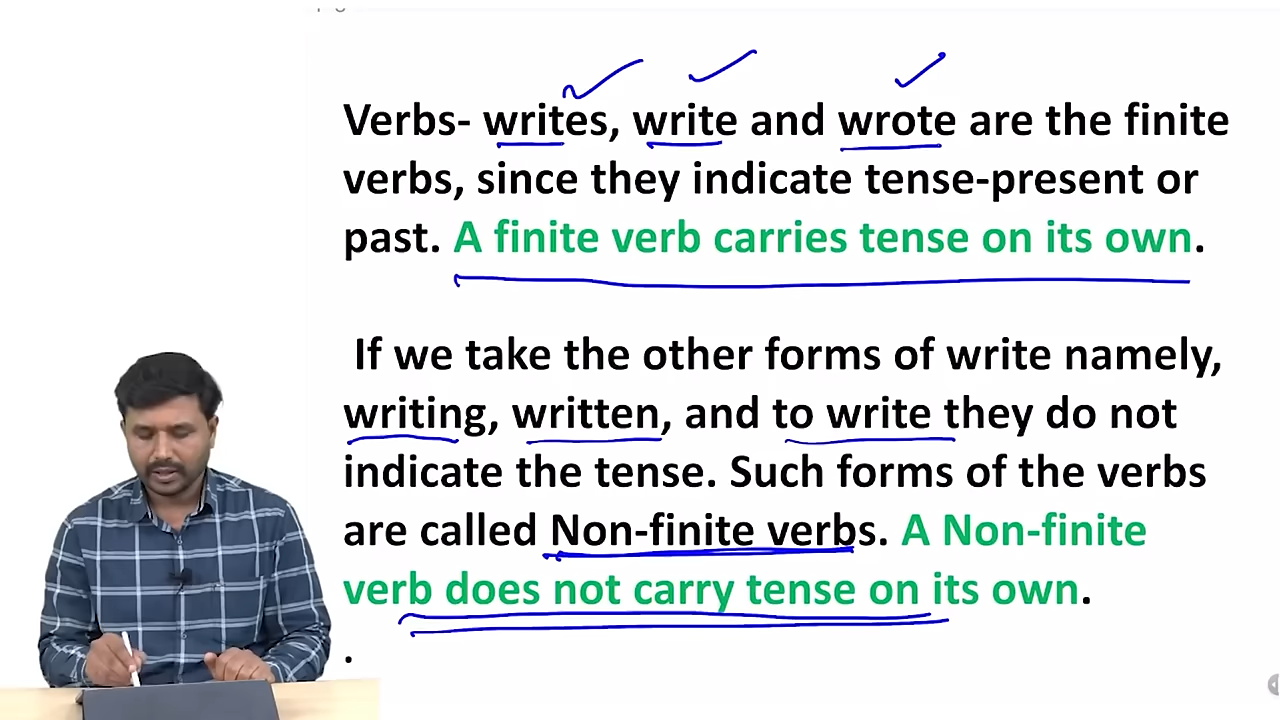 Verbs- writes, write and wrote are the finite
verbs, since they indicate tense-present or
past. A finite verb carries tense on its own.
If we take the other forms of write namely,
writing, written, and to write they do not
indicate the tense. Such forms of the verbs
are called Non-finite verbs. A Non-finite
verb does not carry tense on its own.
.